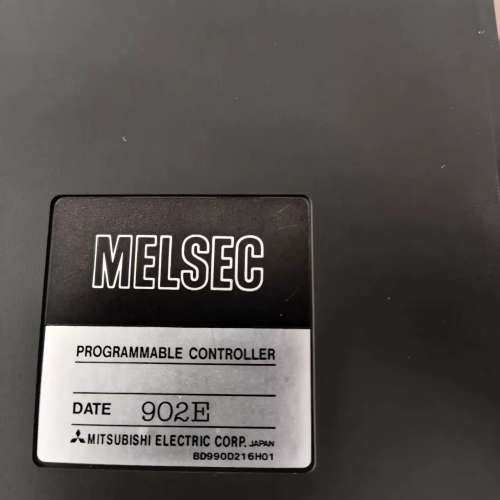 MELSEC
PROGRAMMABLE CONTROLLER
DATE 902E
MITSUBISHI ELECTRIC CORP. JAPAN
BD990D216H01